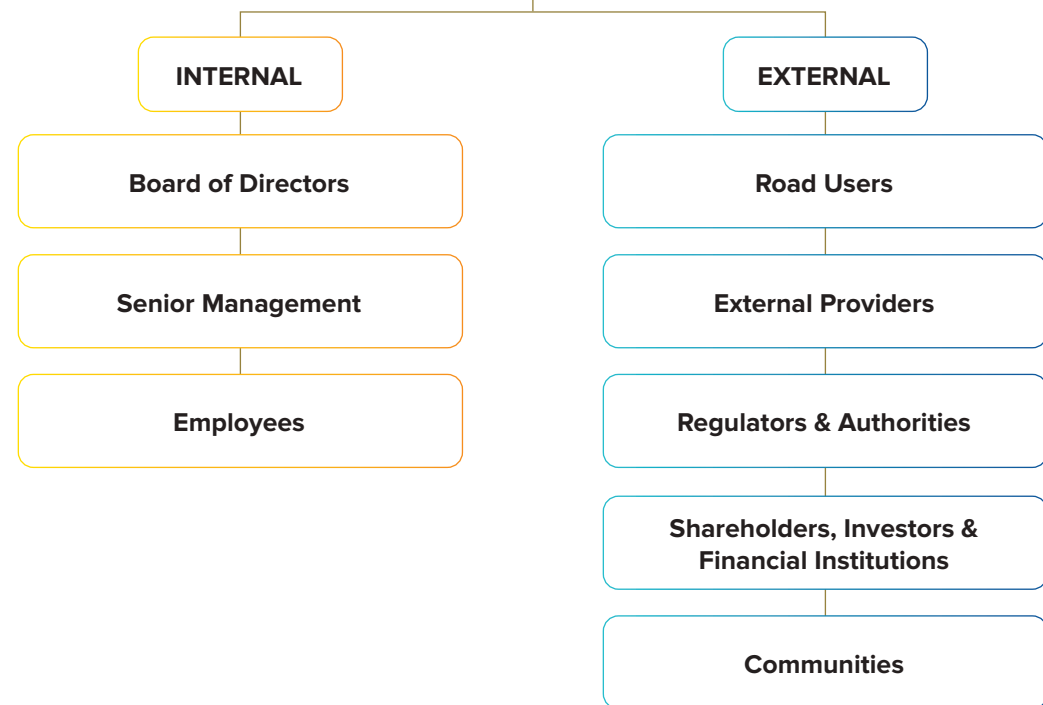 INTERNAL
Board of Directors
Senior Management
Employees
EXTERNAL
Road Users
External Providers
Regulators & Authorities
Shareholders, Investors &
Financial Institutions
Communities